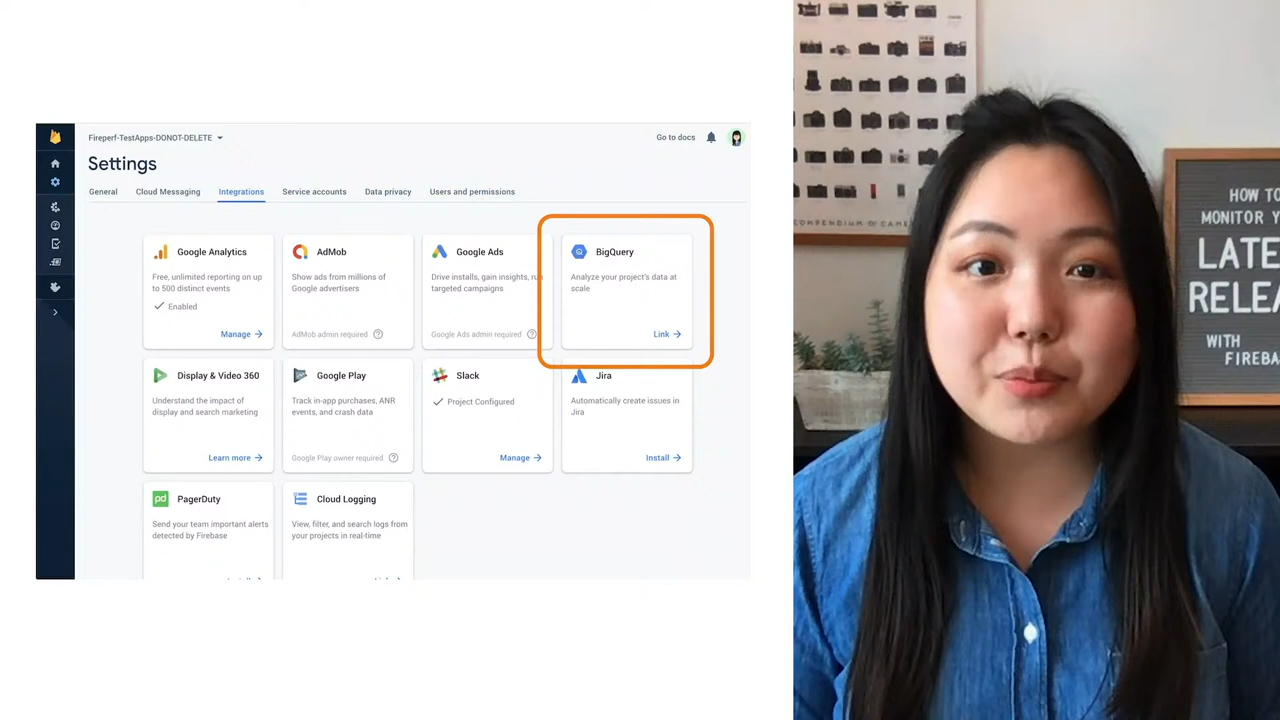 Fireperf-TestApps-DONOT-DELETE
Go to docs
Settings
General
Cloud Messaging
Integrations
Service accounts
Data privacy
Users and permissions
Google Analytics
Free, unlimited reporting on up
to 500 distinct events
Enabled
Manage
AdMob
Show ads from millions of
Google advertisers
AdMob admin required
Google Ads
Drive installs, gain insights, run
targeted campaigns
Google Ads admin required
BigQuery
Analyze your project's data at
scale
Link
Display & Video 360
Understand the impact of
display and search marketing
Learn more
Google Play
Track in-app purchases, ANR
events, and crash data
Google Play owner required
Slack
Project Configured
Manage
Jira
Automatically create issues in
Jira
Install
pd
PagerDuty
Send your team important alerts
detected by Firebase
Cloud Logging
View, filter, and search logs from
your projects in real-time
COMPENDIUM OF CAME
HOW TO
MONITOR Y
LATE
RELEA
WITH
FIREBA